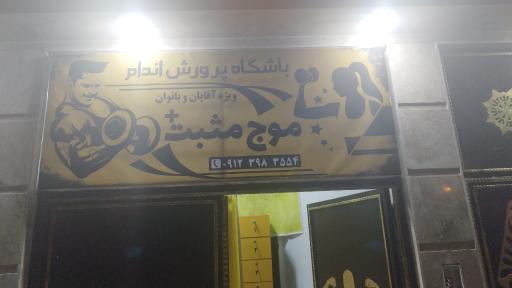 باشگاه پرورش اندام
ویژه آقایان و بانوان
موج مثبت+
۰۹۱۲ ۳۹۸ ۳۵۵۴